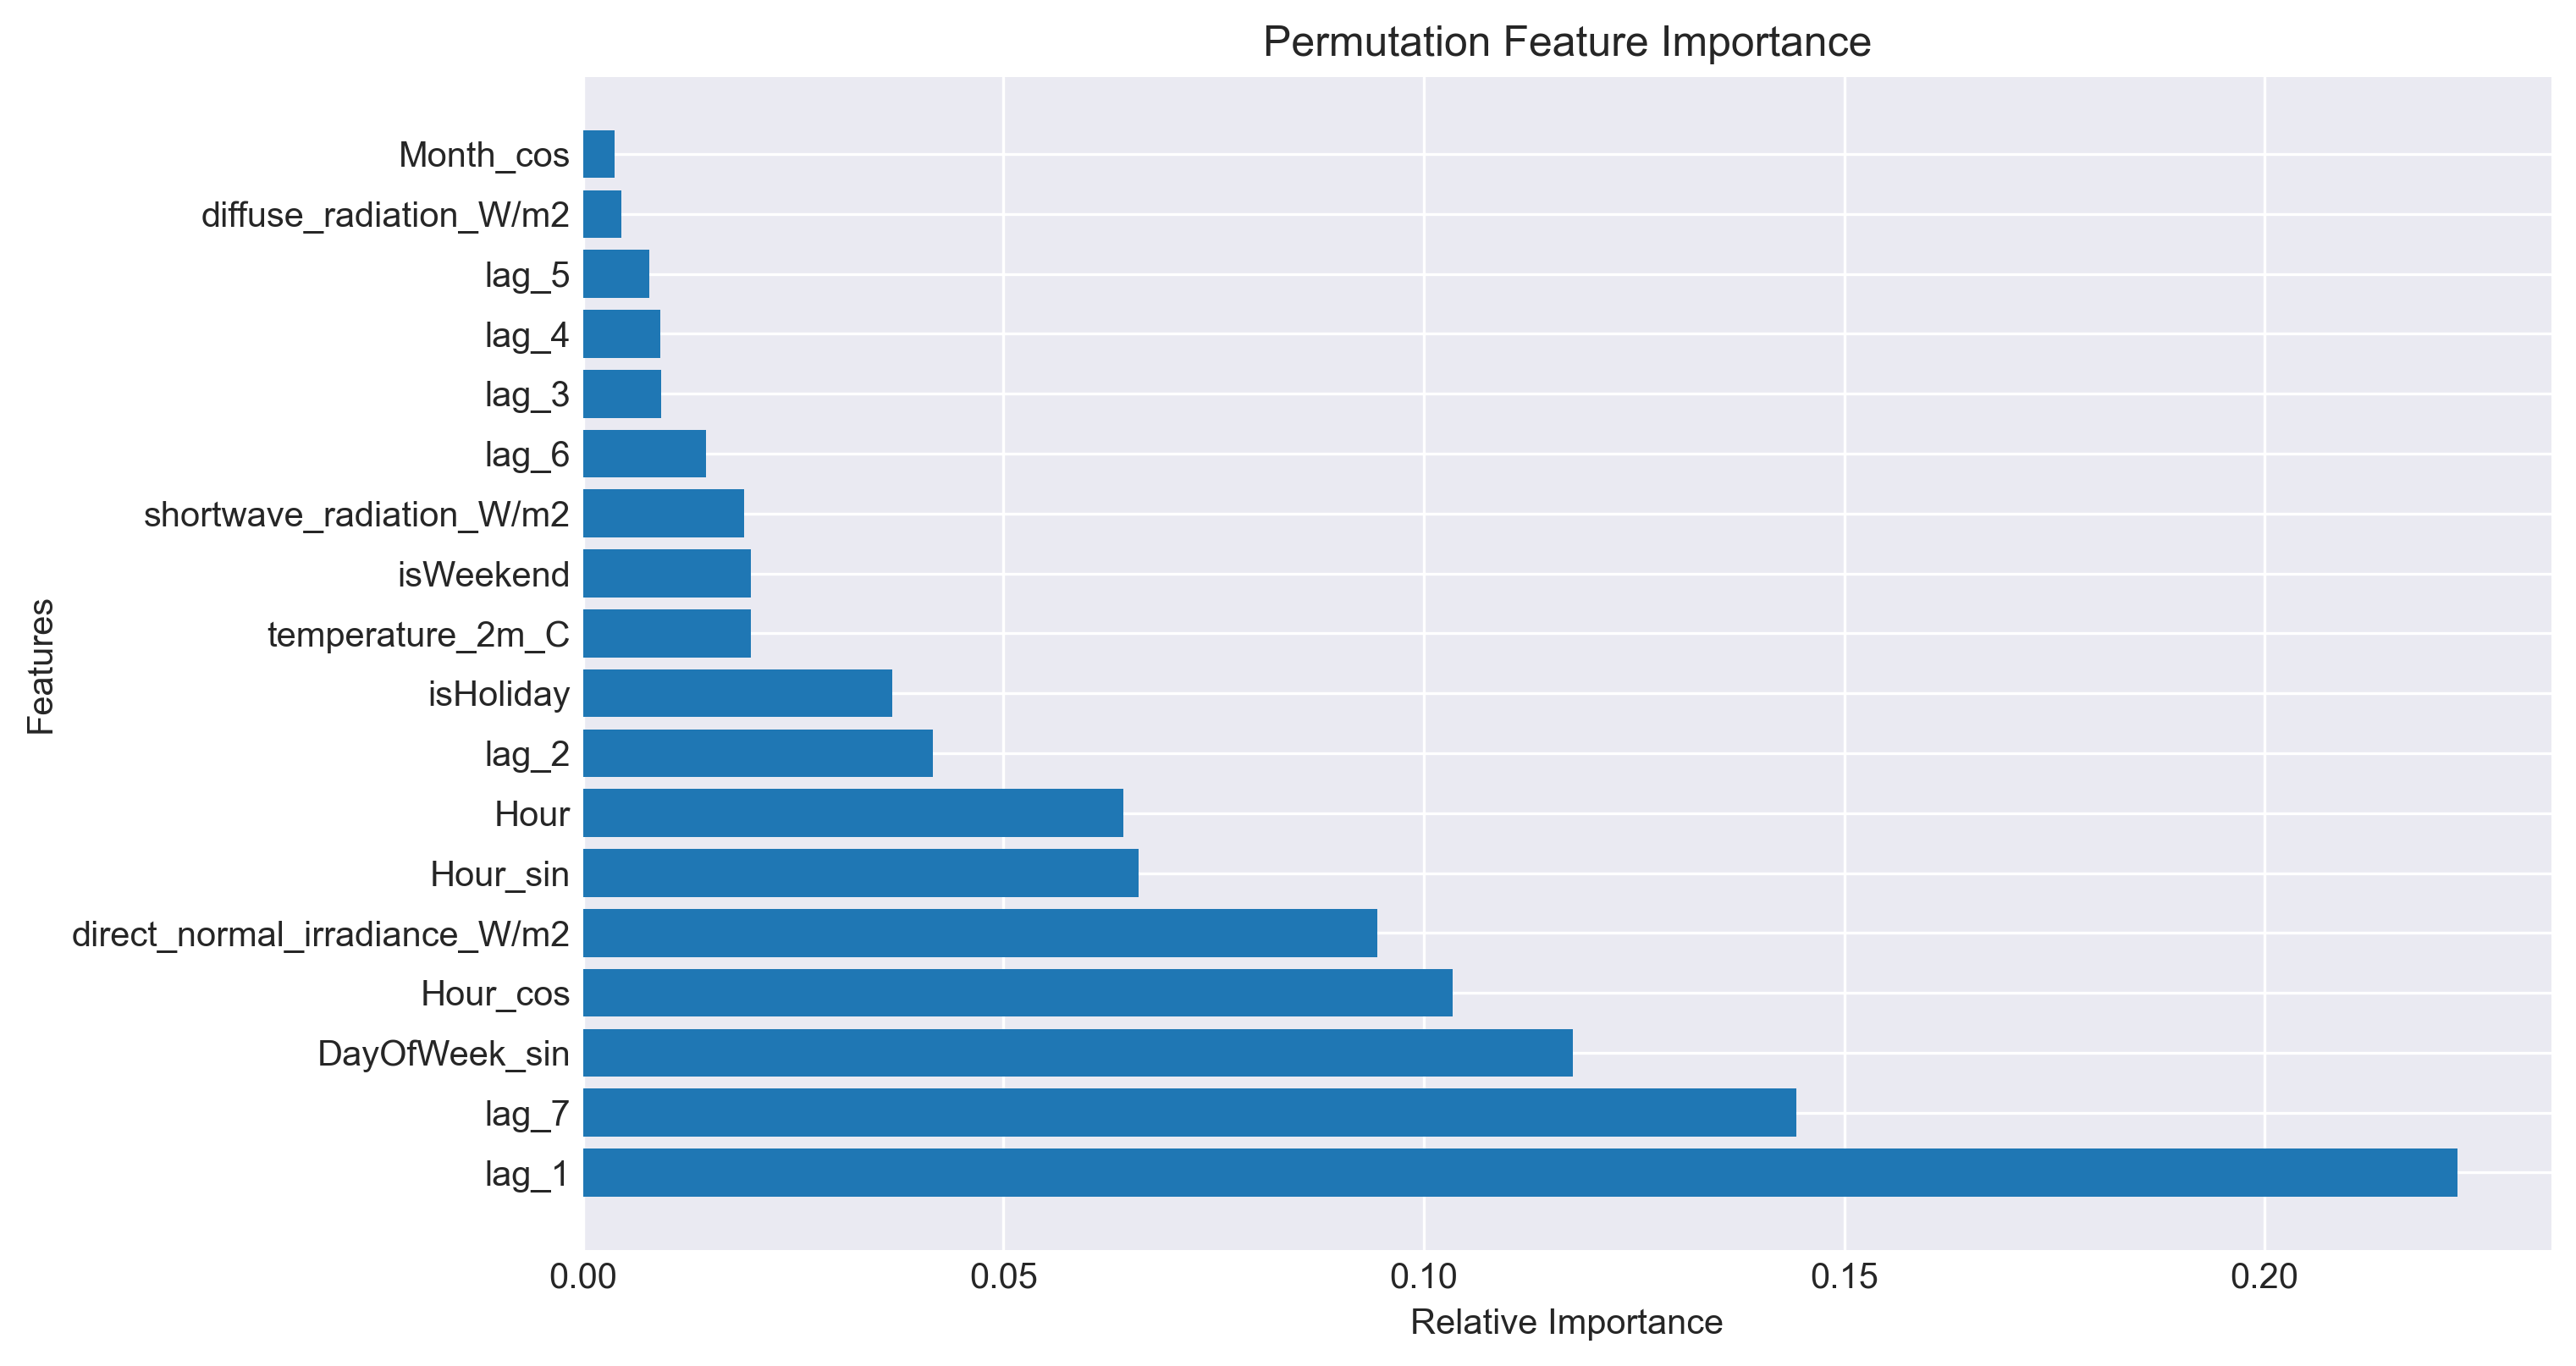 Permutation Feature Importance
Month_cos
diffuse_radiation_W/m2
lag_5
lag_4
lag_3
lag_6
shortwave_radiation_W/m2
isWeekend
temperature_2m_C
isHoliday
lag_2
Hour
Hour_sin
direct_normal_irradiance_W/m2
Hour_cos
DayOfWeek_sin
lag_7
lag_1
Features
0.00 0.05 0.10 0.15 0.20
Relative Importance